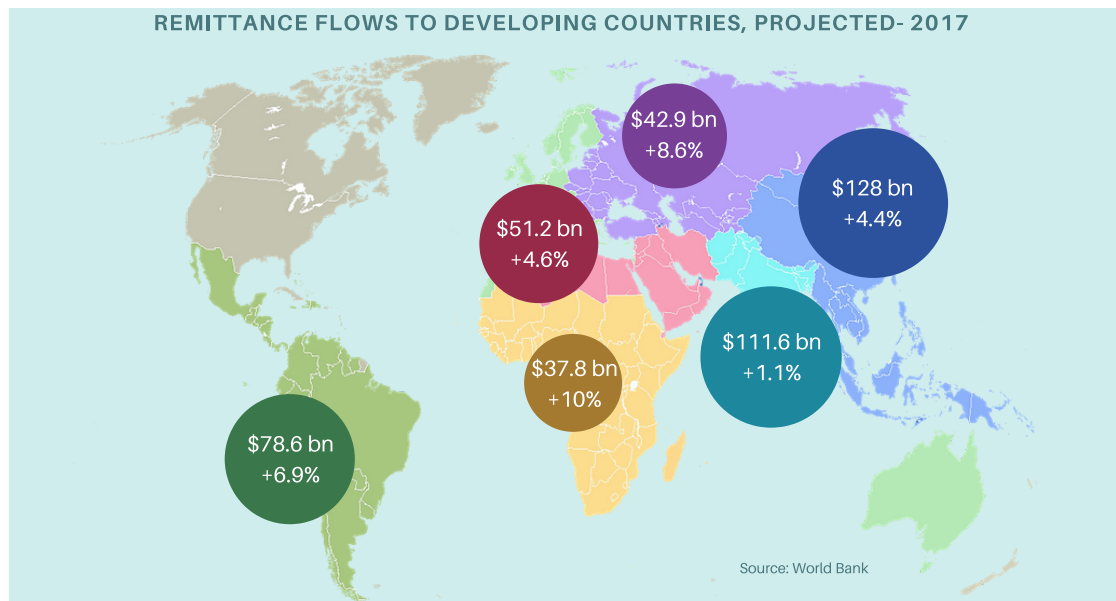 REMITTANCE FLOWS TO DEVELOPING COUNTRIES, PROJECTED- 2017
$42.9 bn
+8.6%
$128 bn
+4.4%
$51.2 bn
+4.6%
$111.6 bn
+1.1%
$37.8 bn
+10%
$78.6 bn
+6.9%
Source: World Bank